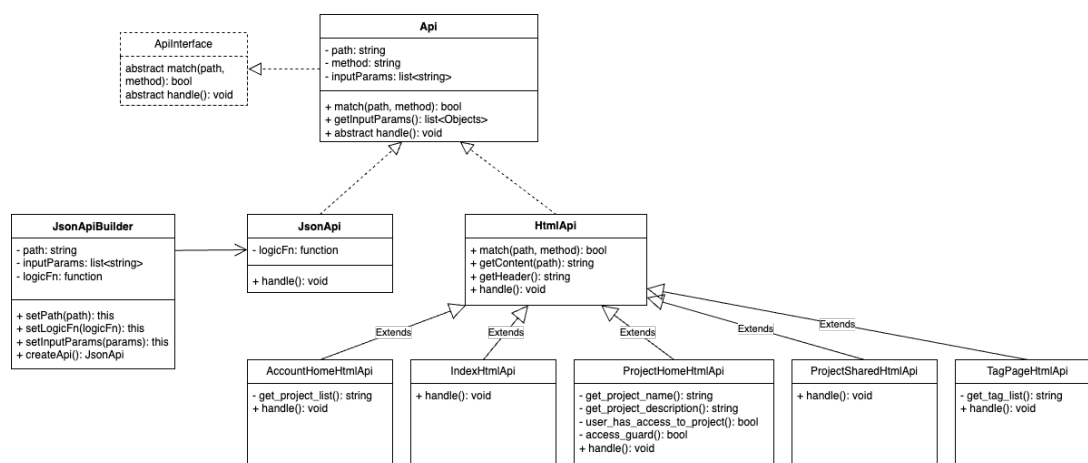 Api
- path: string
- method: string
- inputParams: list<string>
+ match(path, method): bool
+ getInputParams(): list<Objects>
+ abstract handle(): void
ApiInterface
abstract match(path,
method): bool
abstract handle(): void
JsonApiBuilder
- path: string
- inputParams: list<string>
- logicFn: function
+ setPath(path): this
+ setLogicFn(logicFn): this
+ setInputParams(params): this
+ createApi(): JsonApi
JsonApi
- logicFn: function
+ handle(): void
HtmlApi
+ match(path, method): bool
+ getContent(path): string
+ getHeader(): string
+ handle(): void
Extends
Extends
Extends
Extends
Extends
AccountHomeHtmlApi
- get_project_list(): string
+ handle(): void
IndexHtmlApi
+ handle(): void
ProjectHomeHtmlApi
- get_project_name(): string
- get_project_description(): string
- user_has_access_to_project(): bool
- access_guard(): bool
+ handle(): void
ProjectSharedHtmlApi
+ handle(): void
TagPageHtmlApi
- get_tag_list(): string
+ handle(): void